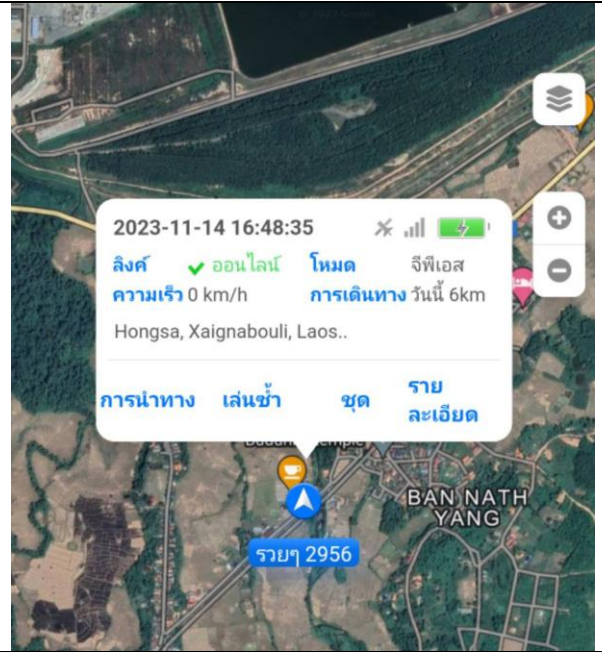 2023-11-14 16:48:35
ลิงค์ ออนไลน์ โหมด จีพีเอส
ความเร็ว 0 km/h การเดินทาง วันนี้ 6km
Hongsa, Xaignabouli, Laos..
การนำทาง เล่นซ้ำ ชุด ราย
ละเอียด
BAN NATH
YANG
รวยๆ 2956